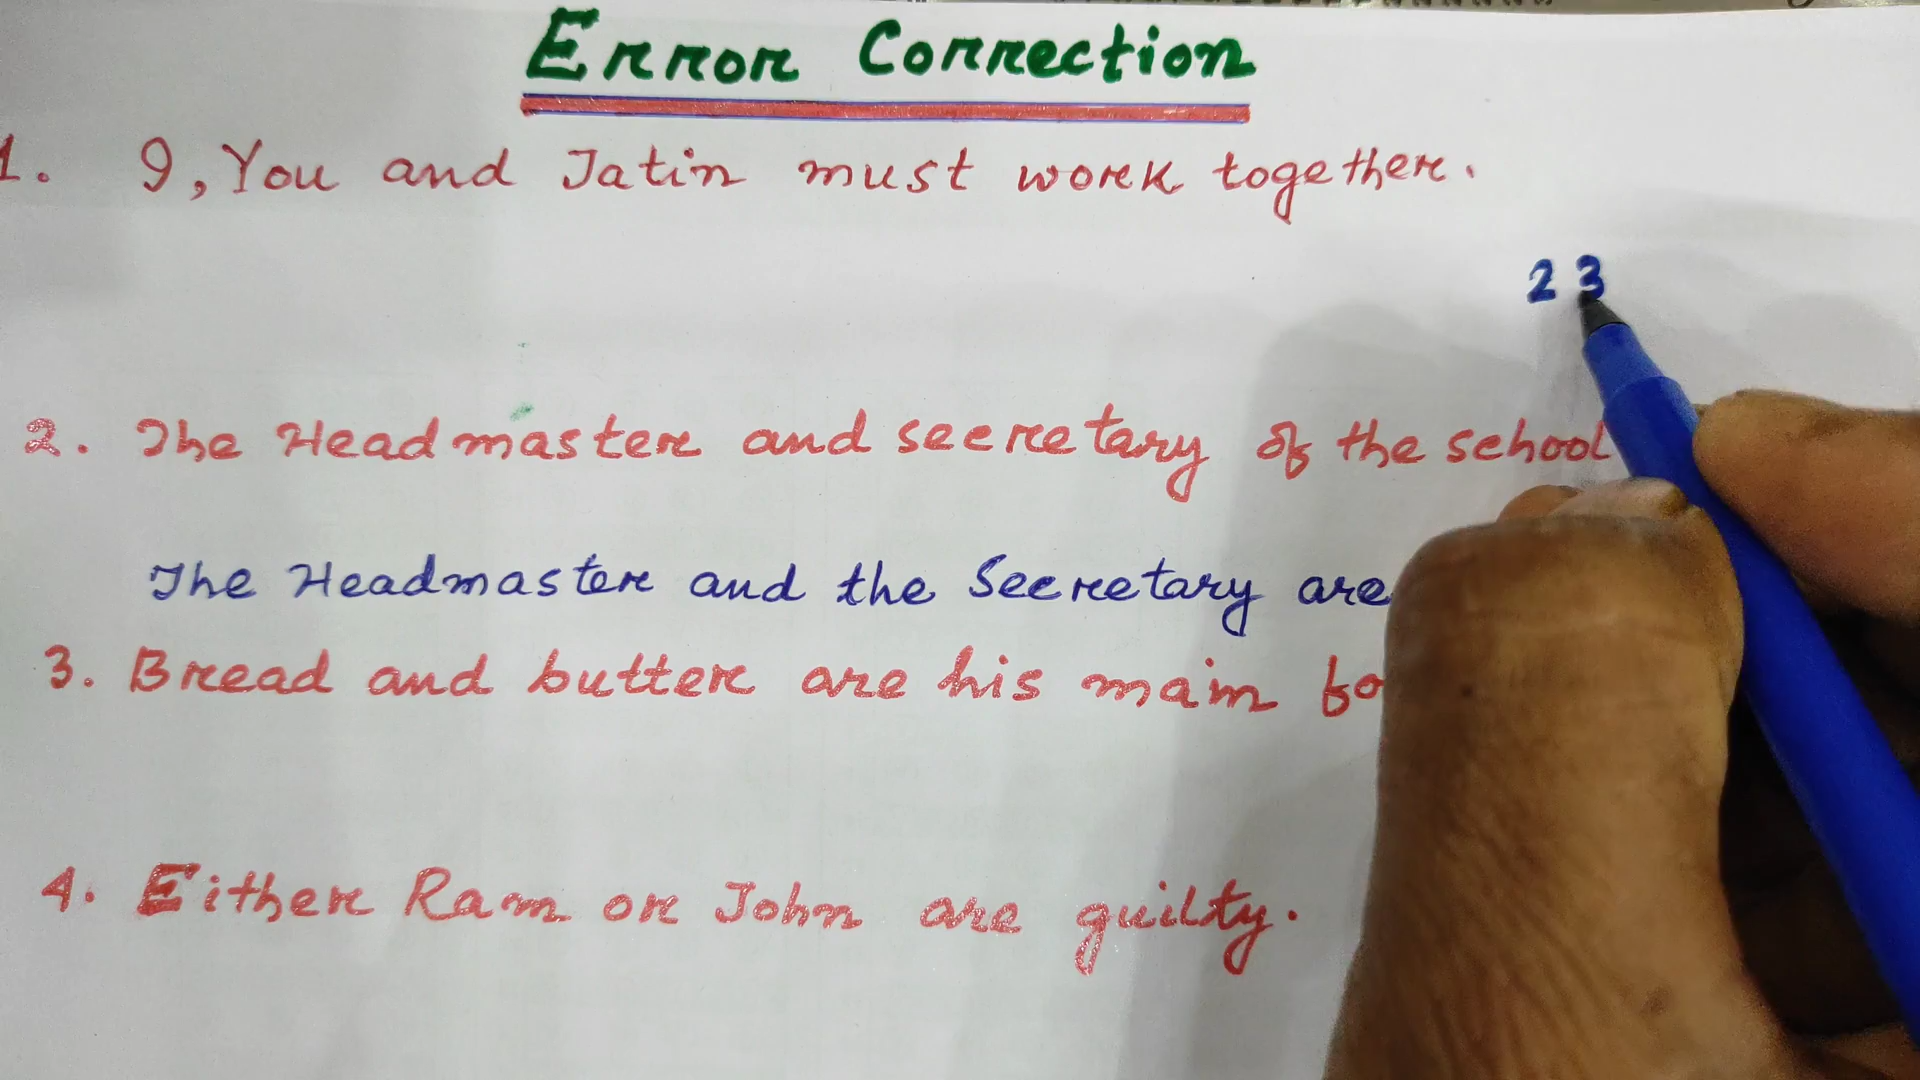 Error Correction
1. I, You and Jatin must work together.
2 3
2. The Headmaster and secretary of the school
The Headmaster and the Secretary are
3. Bread and butter are his main fo
4. Either Ram or John are guilty.